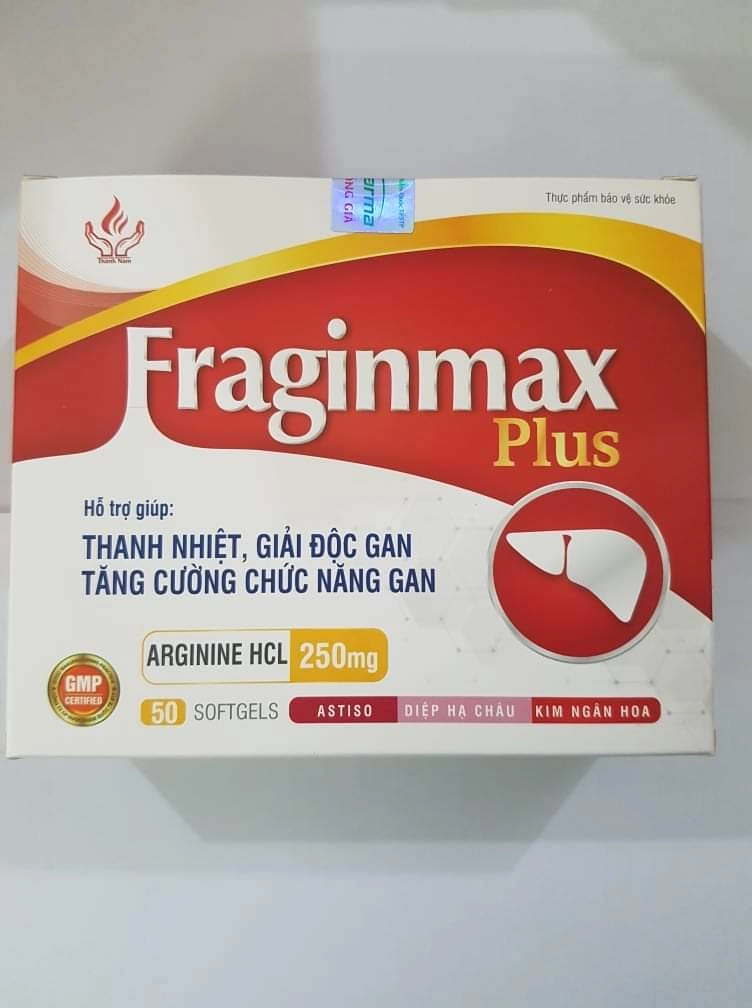 Thực phẩm bảo vệ sức khỏe
Thanh Nam
Fraginmax
Plus
Hỗ trợ giúp:
THANH NHIỆT, GIẢI ĐỘC GAN
TĂNG CƯỜNG CHỨC NĂNG GAN
ARGININE HCL 250mg
GMP
CERTIFIED
50 SOFTGELS ASTISO DIỆP HẠ CHÂU KIM NGÂN HOA